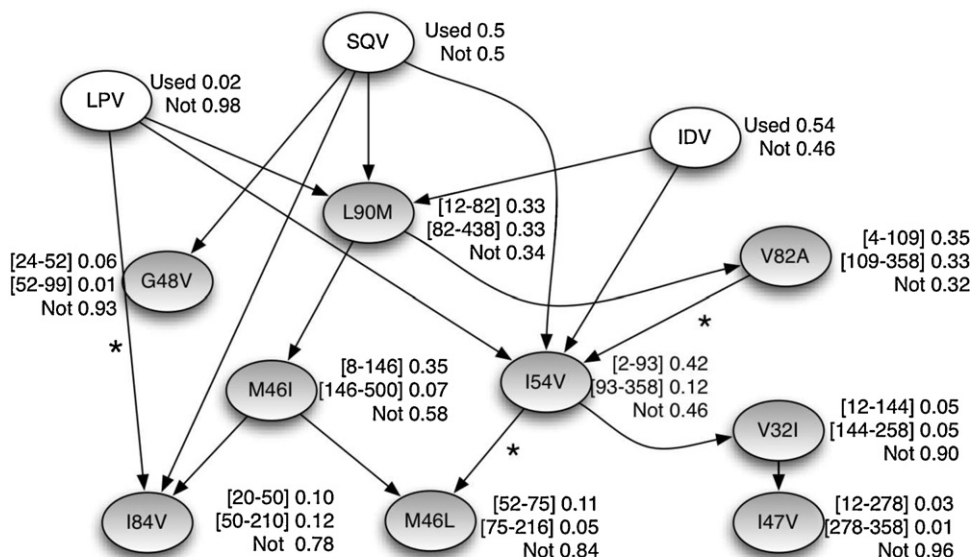 SQV
Used 0.5
Not 0.5
LPV
Used 0.02
Not 0.98
IDV
Used 0.54
Not 0.46
L90M
[12-82] 0.33
[82-438] 0.33
Not 0.34
G48V
[24-52] 0.06
[52-99] 0.01
Not 0.93
V82A
[4-109] 0.35
[109-358] 0.33
Not 0.32
*
*
M46I
[8-146] 0.35
[146-500] 0.07
Not 0.58
I54V
[2-93] 0.42
[93-358] 0.12
Not 0.46
V32I
[12-144] 0.05
[144-258] 0.05
Not 0.90
*
I84V
[20-50] 0.10
[50-210] 0.12
Not 0.78
M46L
[52-75] 0.11
[75-216] 0.05
Not 0.84
I47V
[12-278] 0.03
[278-358] 0.01
Not 0.96